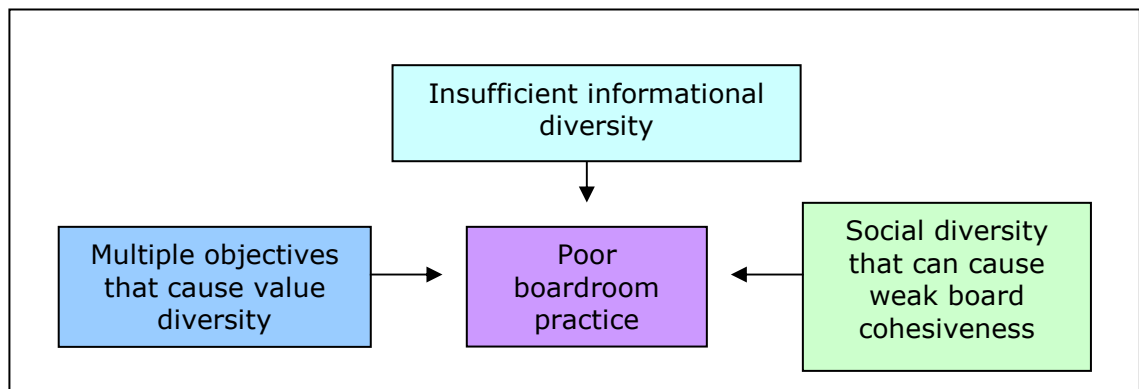 Insufficient informational
diversity
Multiple objectives
that cause value
diversity
Poor
boardroom
practice
Social diversity
that can cause
weak board
cohesiveness